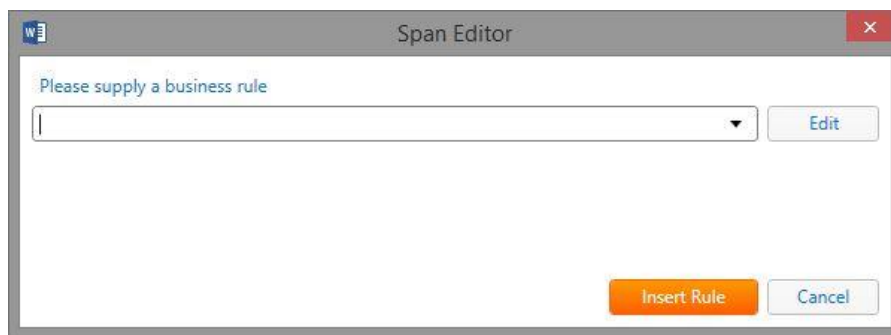 Span Editor
Please supply a business rule
Edit
Insert Rule
Cancel